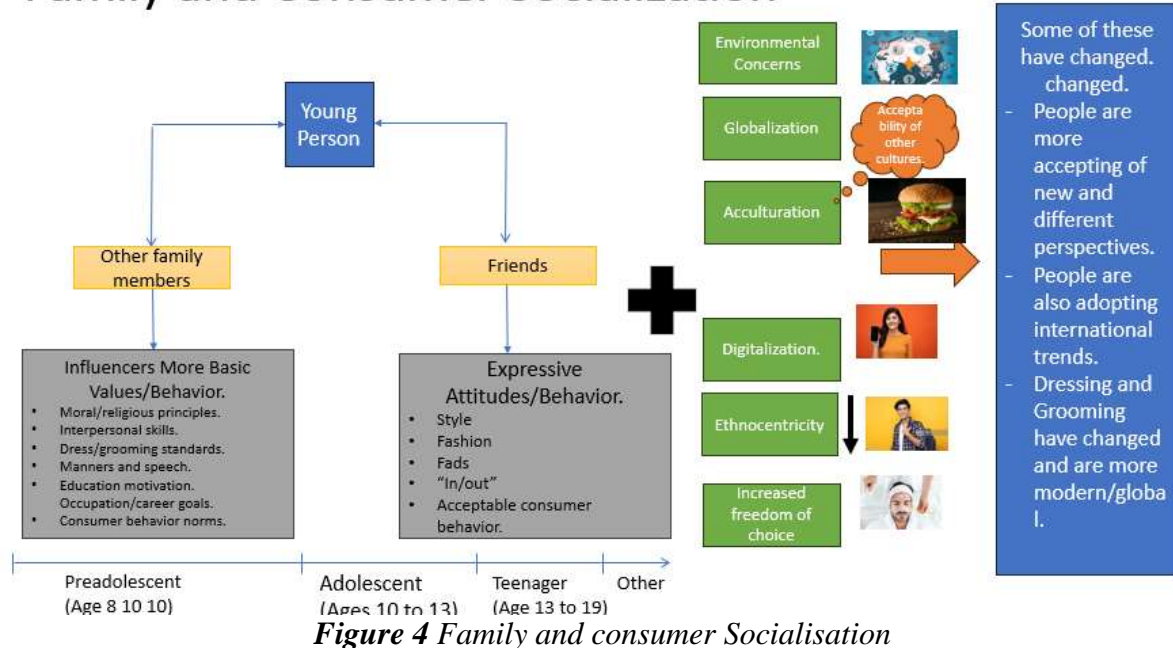 Young
Person
Other family
members
Friends
Influencers More Basic
Values/Behavior.
• Moral/religious principles.
• Interpersonal skills.
• Dress/grooming standards.
• Manners and speech.
• Education motivation.
Occupation/career goals.
• Consumer behavior norms.
Expressive
Attitudes/Behavior.
• Style
• Fashion
• Fads
• "In/out"
• Acceptable consumer
behavior.
Preadolescent
(Age 8 10 10)
Adolescent
(Ages 10 to 13)
Teenager
(Age 13 to 19)
Other
Environmental
Concerns
Globalization
Accepta
bility of
other
cultures.
Acculturation
Digitalization.
Ethnocentricity
Increased
freedom of
choice
Some of these
have changed.
changed.
- People are
more
accepting of
new and
different
perspectives.
- People are
also adopting
international
trends.
- Dressing and
Grooming
have changed
and are more
modern/globa
l.
Figure 4 Family and consumer Socialisation